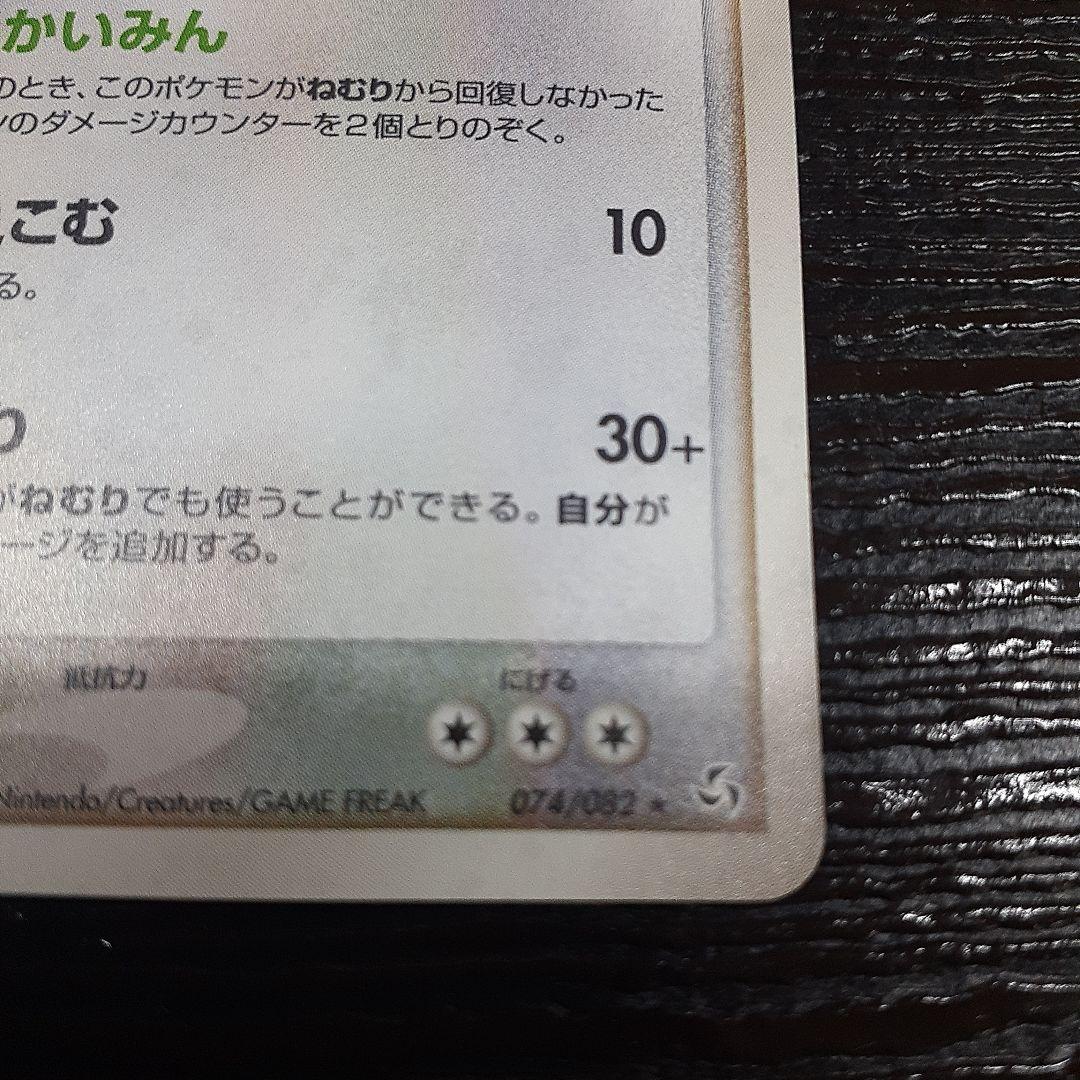 かいみん
のとき、このポケモンがねむりから回復しなかった
ンのダメージカウンターを2個とりのぞく。
こむ 10
る。
り 30+
がねむりでも使うことができる。自分が
ージを追加する。
抵抗力 にげる
Nintendo/Creatures/GAME FREAK 074/082 ★